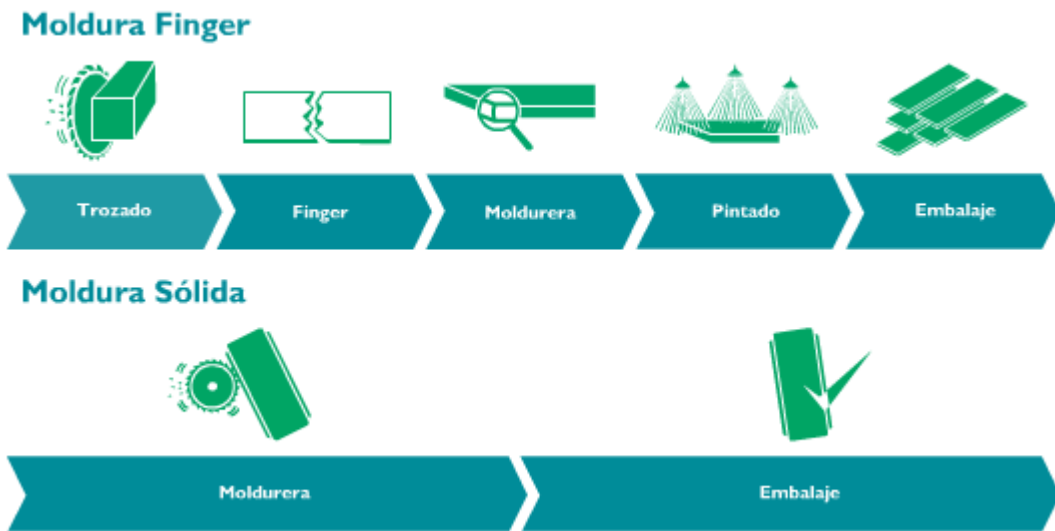 Moldura Finger
Trozado
Finger
Moldurera
Pintado
Embalaje
Moldura Sólida
Moldurera
Embalaje